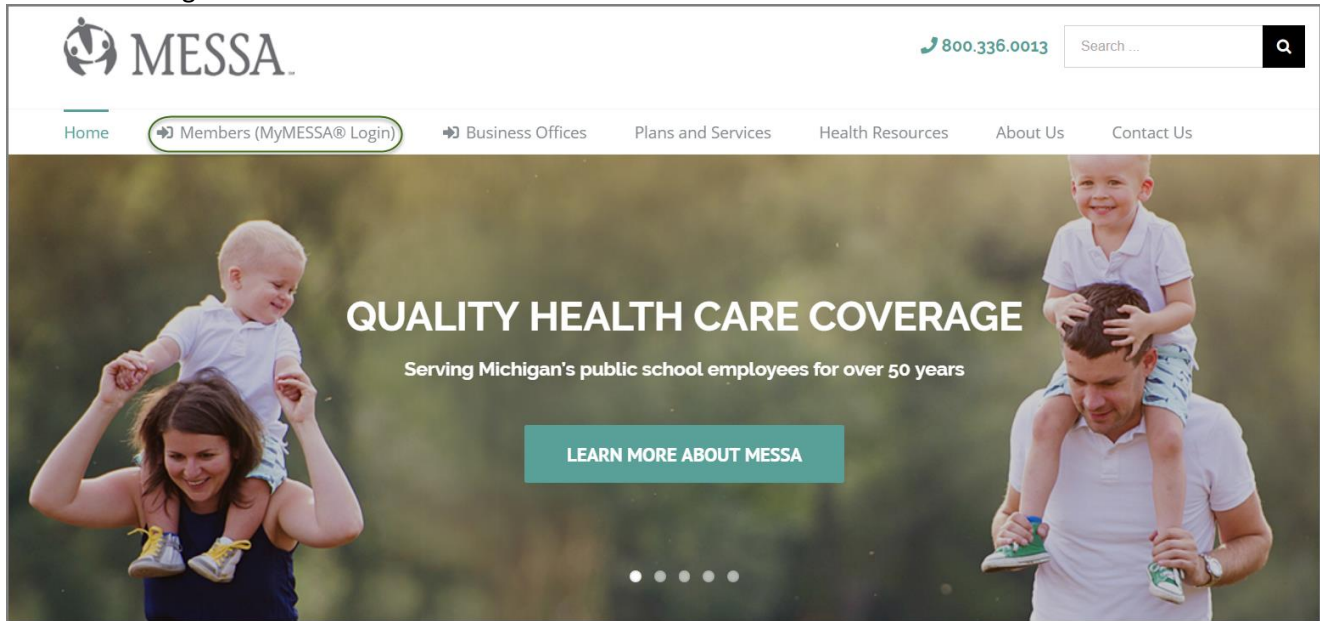 MESSA
800.336.0013
Search ...
Home
Members (MyMESSA® Login)
Business Offices
Plans and Services
Health Resources
About Us
Contact Us
QUALITY HEALTH CARE COVERAGE
Serving Michigan's public school employees for over 50 years
LEARN MORE ABOUT MESSA